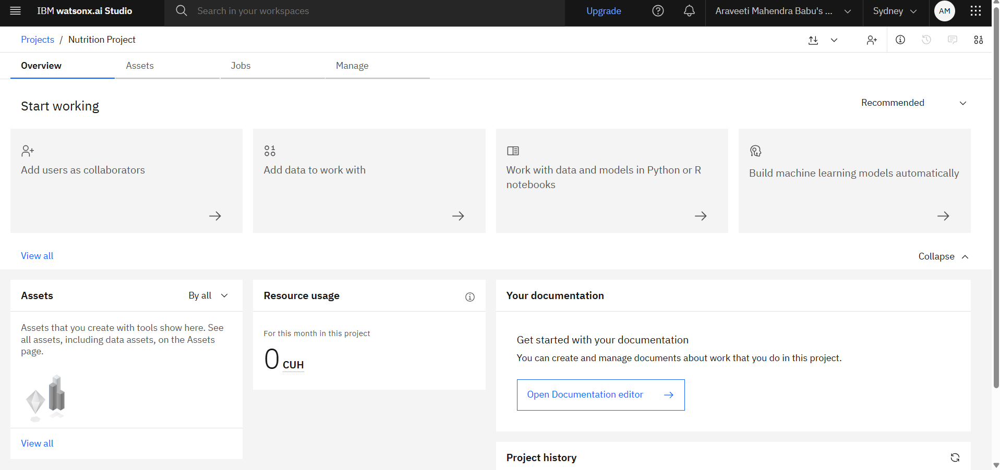 IBM watsonx.ai Studio
Search in your workspaces
Upgrade
Araveeti Mahendra Babu's ...
Sydney
AM
Projects / Nutrition Project
Overview
Assets
Jobs
Manage
Start working
Recommended
Add users as collaborators
Add data to work with
Work with data and models in Python or R
notebooks
Build machine learning models automatically
View all
Collapse
Assets
By all
Assets that you create with tools show here. See
all assets, including data assets, on the Assets
page.
View all
Resource usage
For this month in this project
0 CUH
Your documentation
Get started with your documentation
You can create and manage documents about work that you do in this project.
Open Documentation editor
Project history